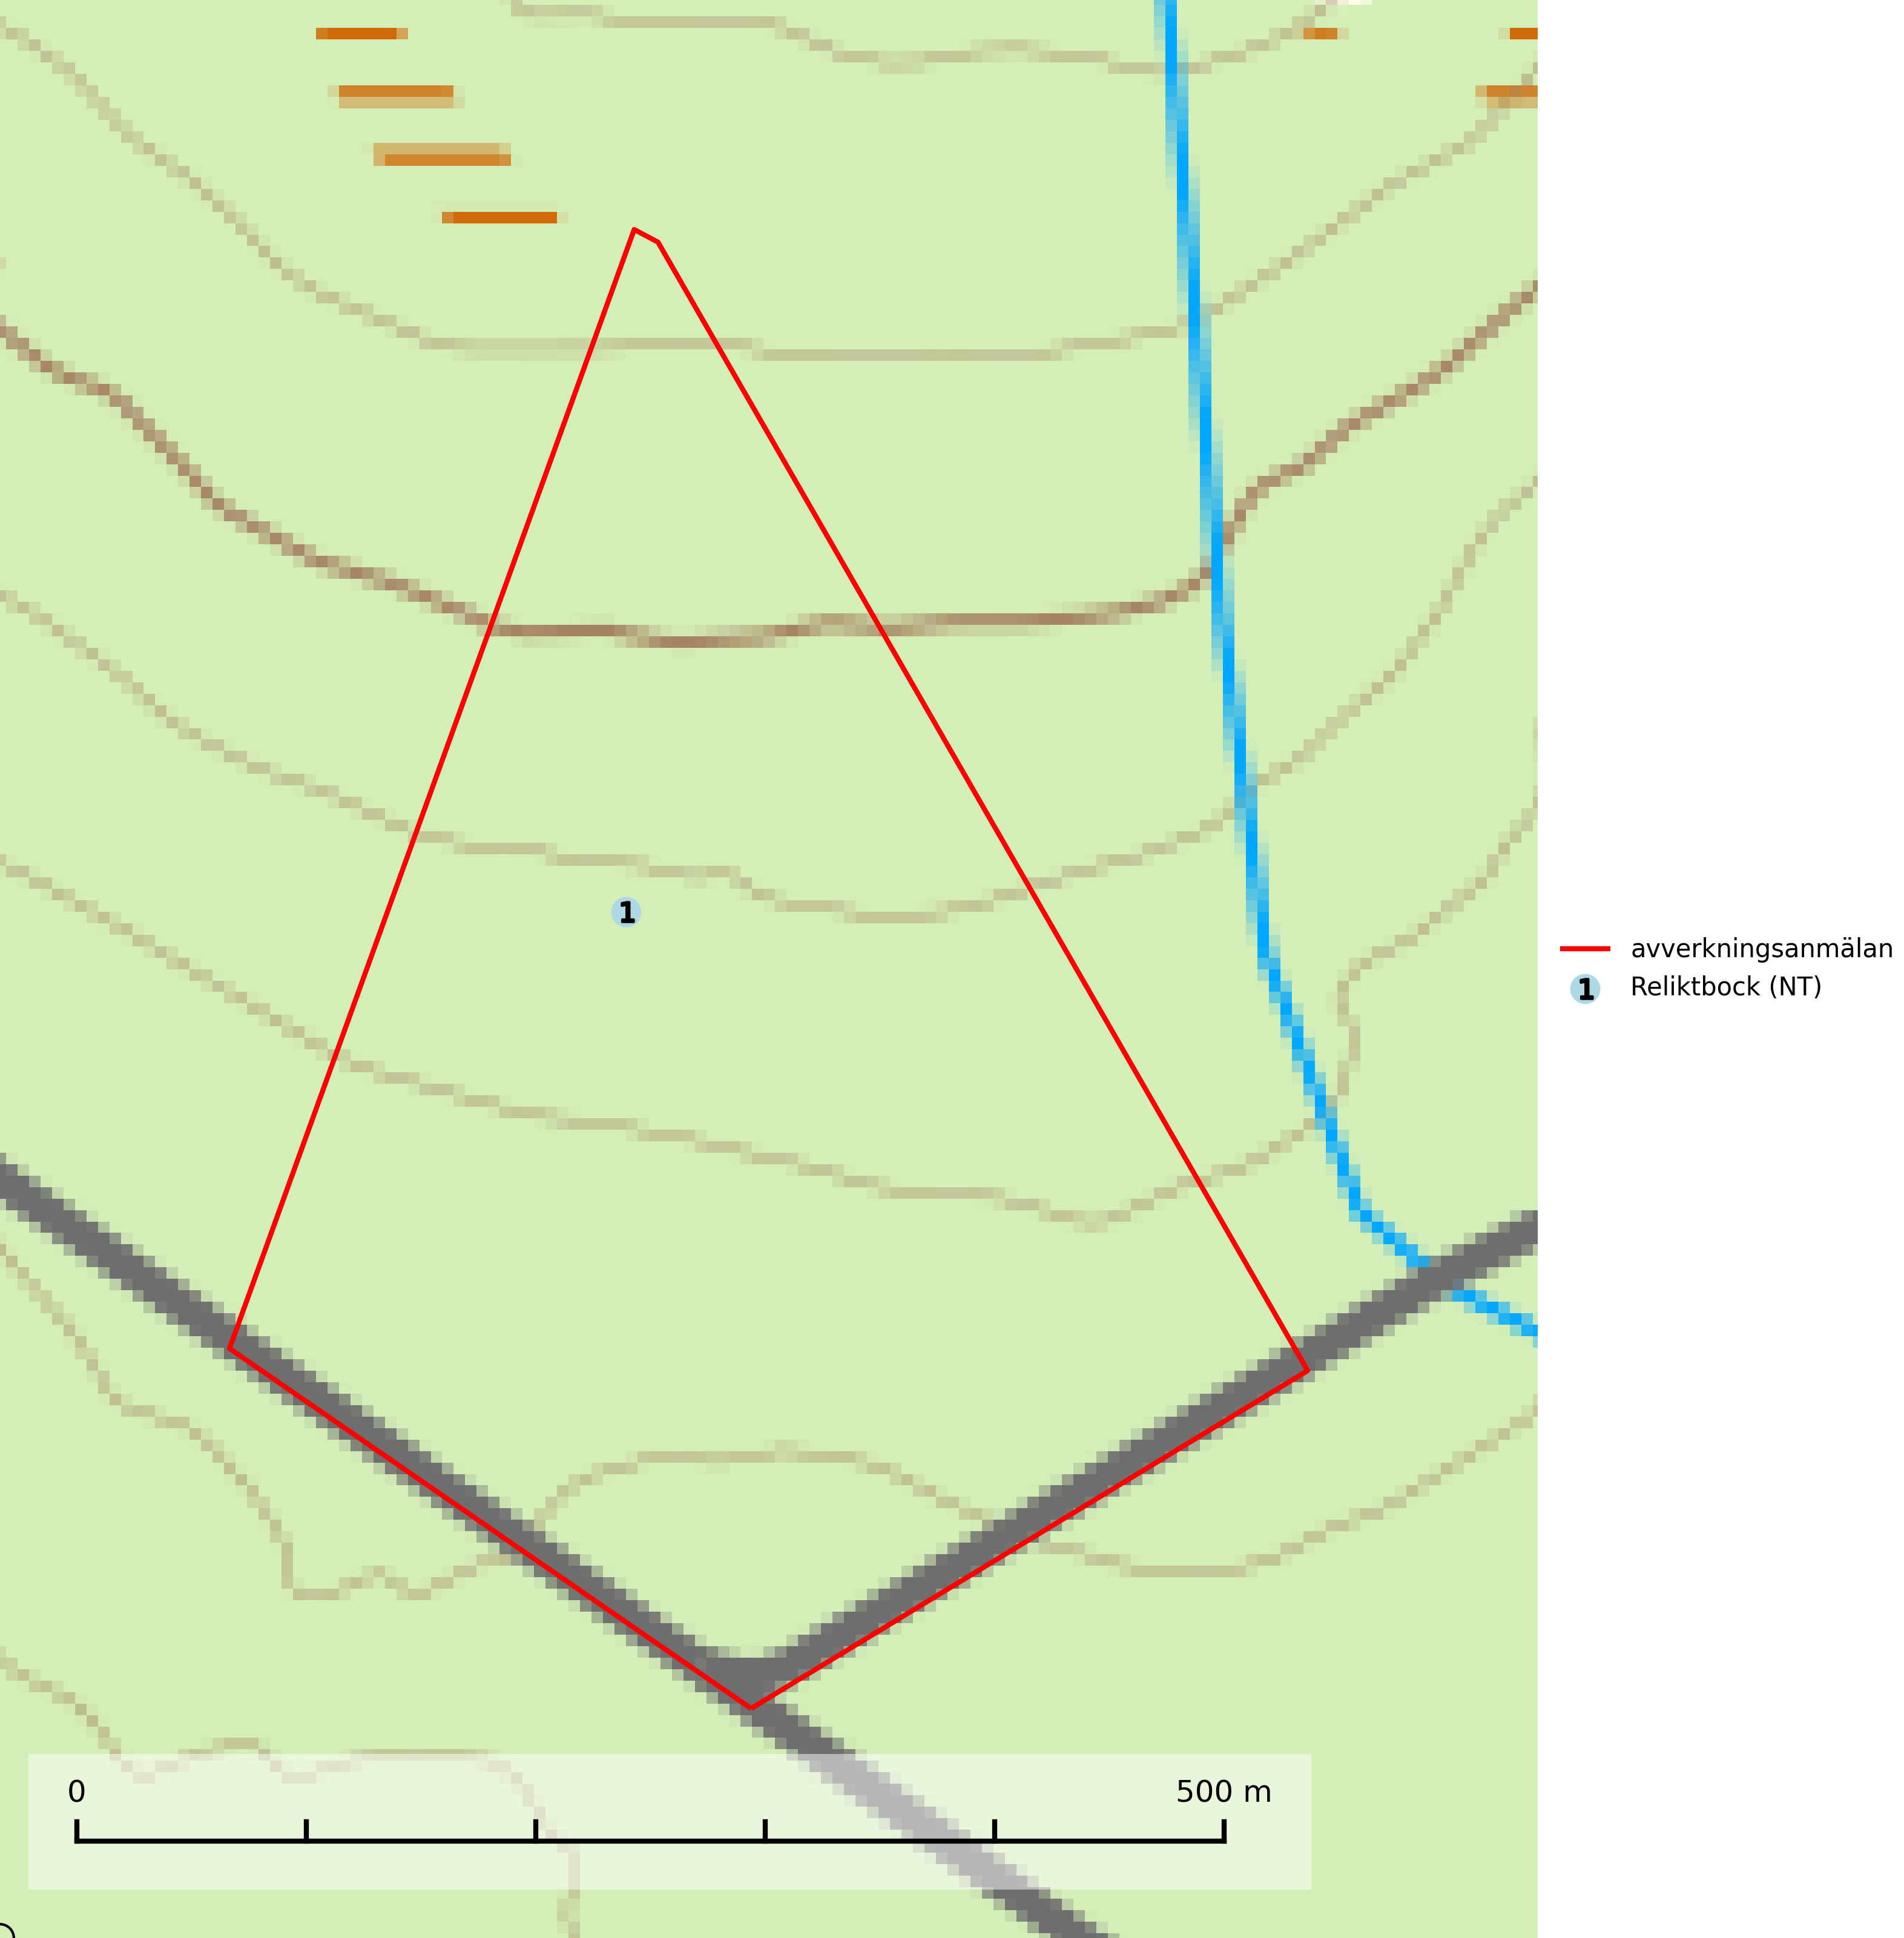 1
avverkningsanmälan
1 Reliktbock (NT)
0 500 m